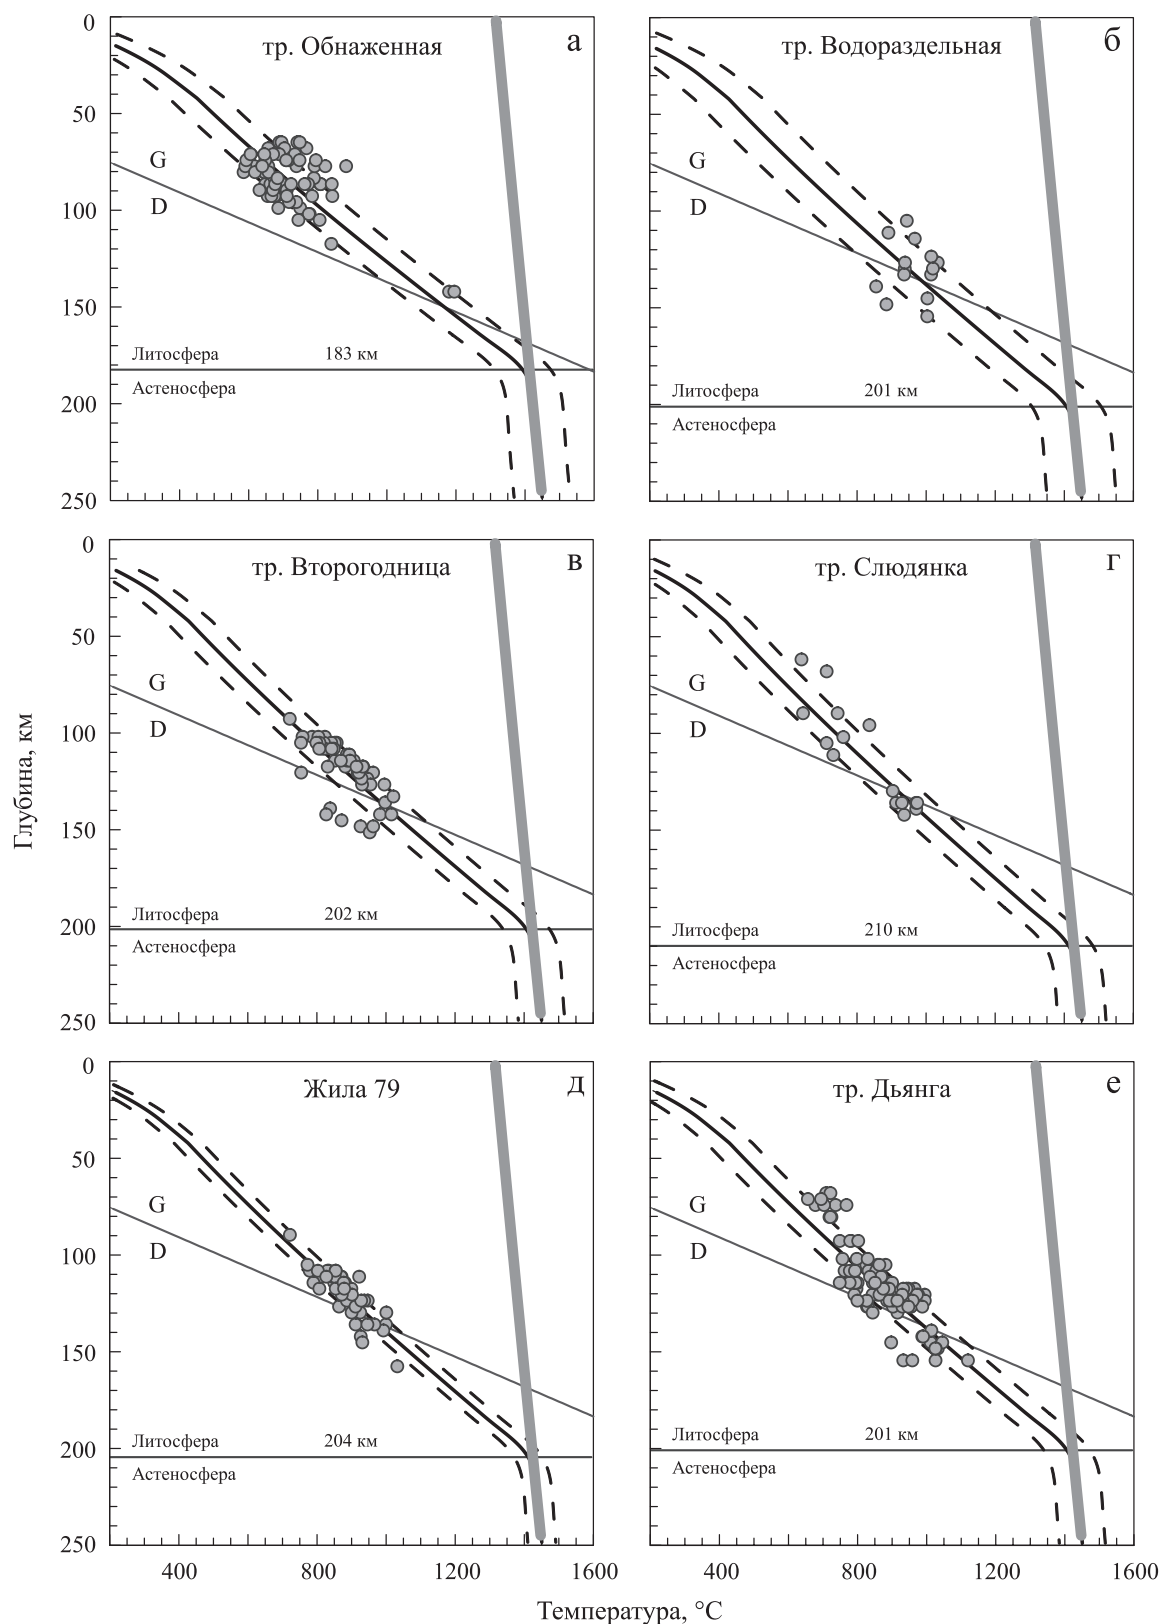 0
50
100
150
200
250
тр. Обнаженная
а
G
D
Литосфера 183 км
Астеносфера
тр. Водораздельная
б
G
D
Литосфера 201 км
Астеносфера
0
50
100
150
200
250
тр. Второгодница
в
G
D
Литосфера 202 км
Астеносфера
тр. Слюдянка
г
G
D
Литосфера 210 км
Астеносфера
Глубина, км
0
50
100
150
200
250
Жила 79
д
G
D
Литосфера 204 км
Астеносфера
тр. Дьянга
е
G
D
Литосфера 201 км
Астеносфера
400 800 1200 1600
400 800 1200 1600
Температура, °C